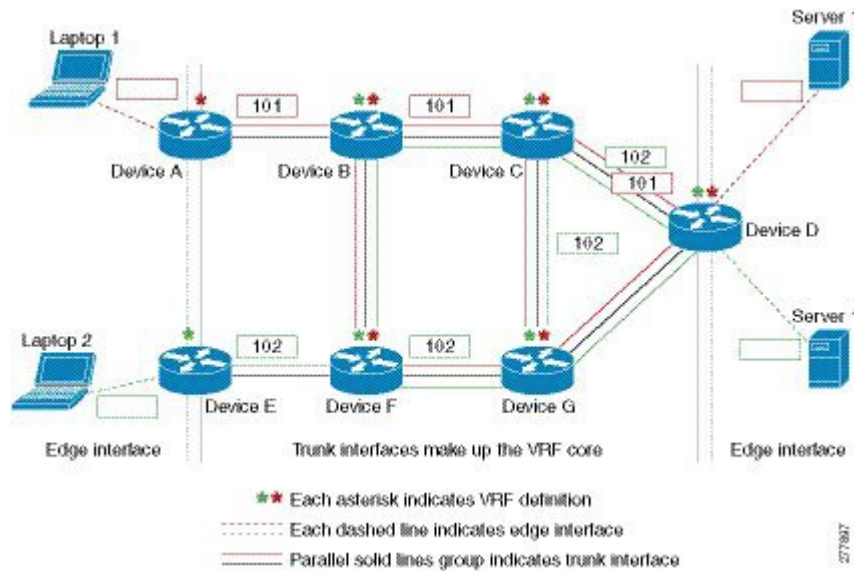 Laptop 1
Server 1
101
101
102
101
Device A
Device B
Device C
Device D
102
Laptop 2
Server 1
102
102
Device E
Device F
Device G
Edge interface
Trunk interfaces make up the VRF core
Edge interface
Each asterisk indicates VRF definition
Each dashed line indicates edge interface
Parallel solid lines group indicates trunk interface
277897